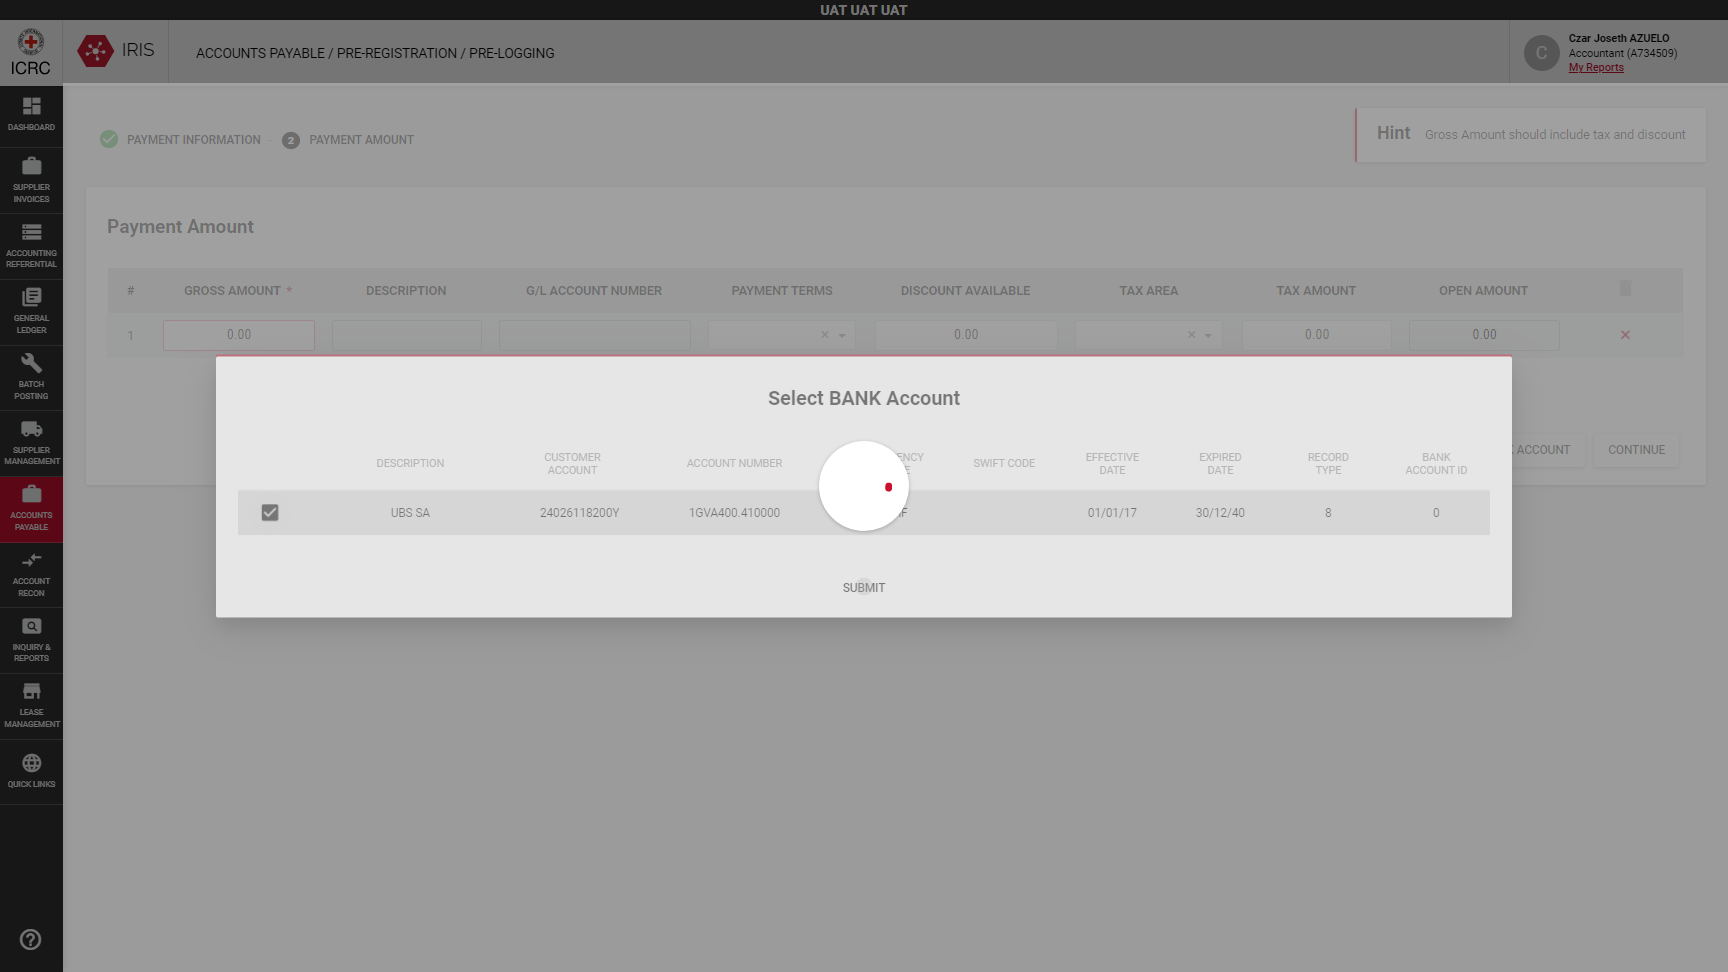 UAT UAT UAT
ICRC
IRIS
ACCOUNTS PAYABLE / PRE-REGISTRATION / PRE-LOGGING
C
Czar Joseth AZUELO
Accountant (A734509)
My Reports
DASHBOARD
SUPPLIER
INVOICES
ACCOUNTING
REFERENTIAL
GENERAL
LEDGER
BATCH
POSTING
SUPPLIER
MANAGEMENT
ACCOUNTS
PAYABLE
ACCOUNT
RECON
INQUIRY &
REPORTS
LEASE
MANAGEMENT
QUICK LINKS
PAYMENT INFORMATION
2 PAYMENT AMOUNT
Hint Gross Amount should include tax and discount
Payment Amount
# GROSS AMOUNT * DESCRIPTION G/L ACCOUNT NUMBER PAYMENT TERMS DISCOUNT AVAILABLE TAX AREA TAX AMOUNT OPEN AMOUNT
1 0.00 × 0.00 × 0.00 0.00 ×
ACCOUNT CONTINUE
Select BANK Account
DESCRIPTION CUSTOMER ACCOUNT ACCOUNT NUMBER SWIFT CODE EFFECTIVE DATE EXPIRED DATE RECORD TYPE BANK ACCOUNT ID
UBS SA 24026118200Y 1GVA400.410000 01/01/17 30/12/40 8 0
SUBMIT